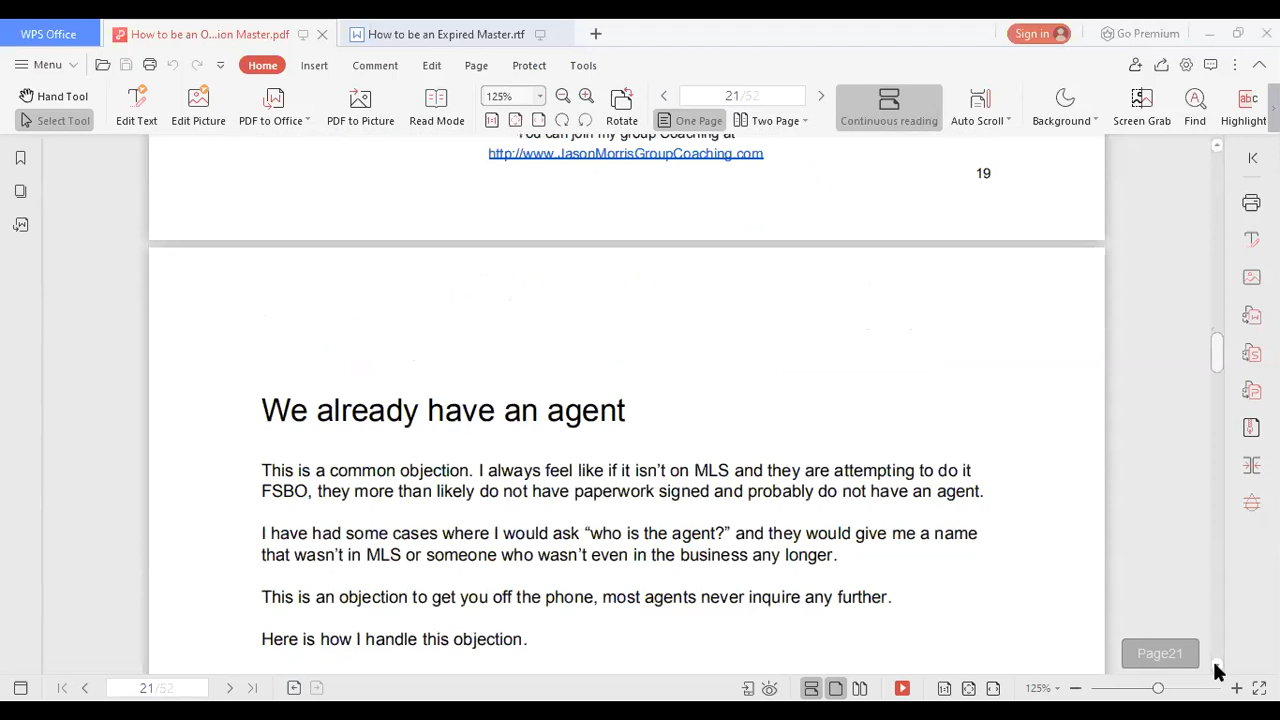 WPS Office
How to be an O...ion Master.pdf
How to be an Expired Master.rtf
Sign in
Go Premium
Menu
Home
Insert
Comment
Edit
Page
Protect
Tools
Hand Tool
Select Tool
Edit Text
Edit Picture
PDF to Office
PDF to Picture
Read Mode
125%
Rotate
21/52
One Page
Two Page
Continuous reading
Auto Scroll
Background
Screen Grab
Find
Highlight
You can join my group Coaching at
http://www.JasonMorrisGroupCoaching.com
19
We already have an agent
This is a common objection. I always feel like if it isn't on MLS and they are attempting to do it
FSBO, they more than likely do not have paperwork signed and probably do not have an agent.
I have had some cases where I would ask “who is the agent?” and they would give me a name
that wasn't in MLS or someone who wasn't even in the business any longer.
This is an objection to get you off the phone, most agents never inquire any further.
Here is how I handle this objection.
Page21
21/52
125%